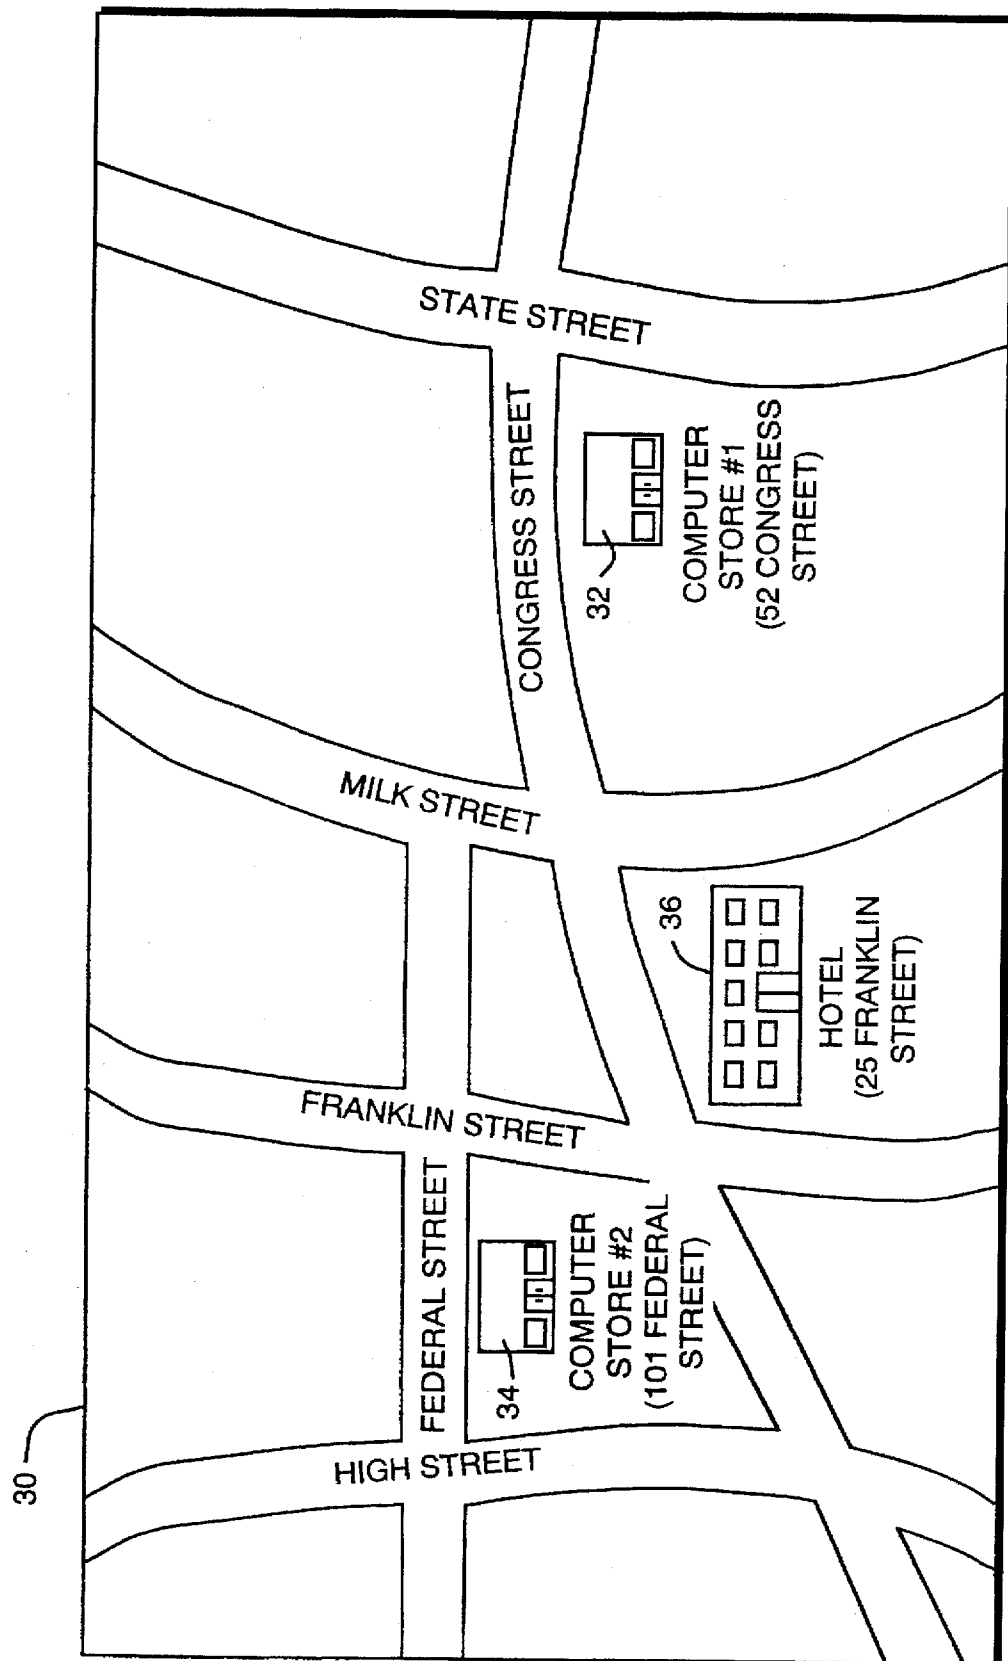 30
HIGH STREET
FEDERAL STREET
34
COMPUTER
STORE #2
(101 FEDERAL
STREET)
FRANKLIN STREET
MILK STREET
36
HOTEL
(25 FRANKLIN
STREET)
CONGRESS STREET
32
COMPUTER
STORE #1
(52 CONGRESS
STREET)
STATE STREET